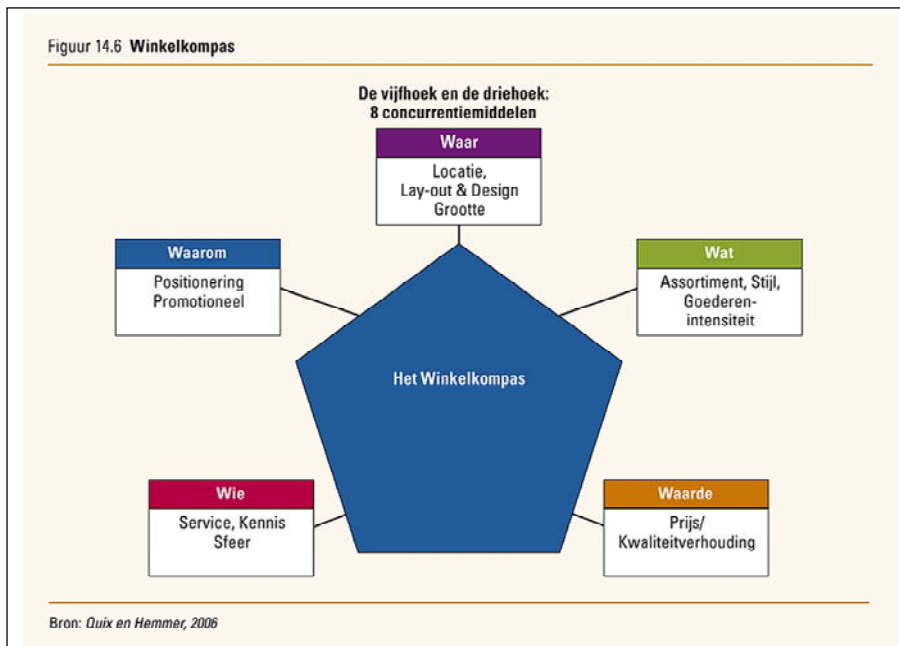 Figuur 14.6 Winkelkompas
De vijfhoek en de driehoek:
8 concurrentiemiddelen
Waar
Locatie,
Lay-out & Design
Grootte
Waarom
Positionering
Promotioneel
Wat
Assortiment, Stijl,
Goederen-
intensiteit
Het Winkelkompas
Wie
Service, Kennis
Sfeer
Waarde
Prijs/
Kwaliteitverhouding
Bron: Quix en Hemmer, 2006